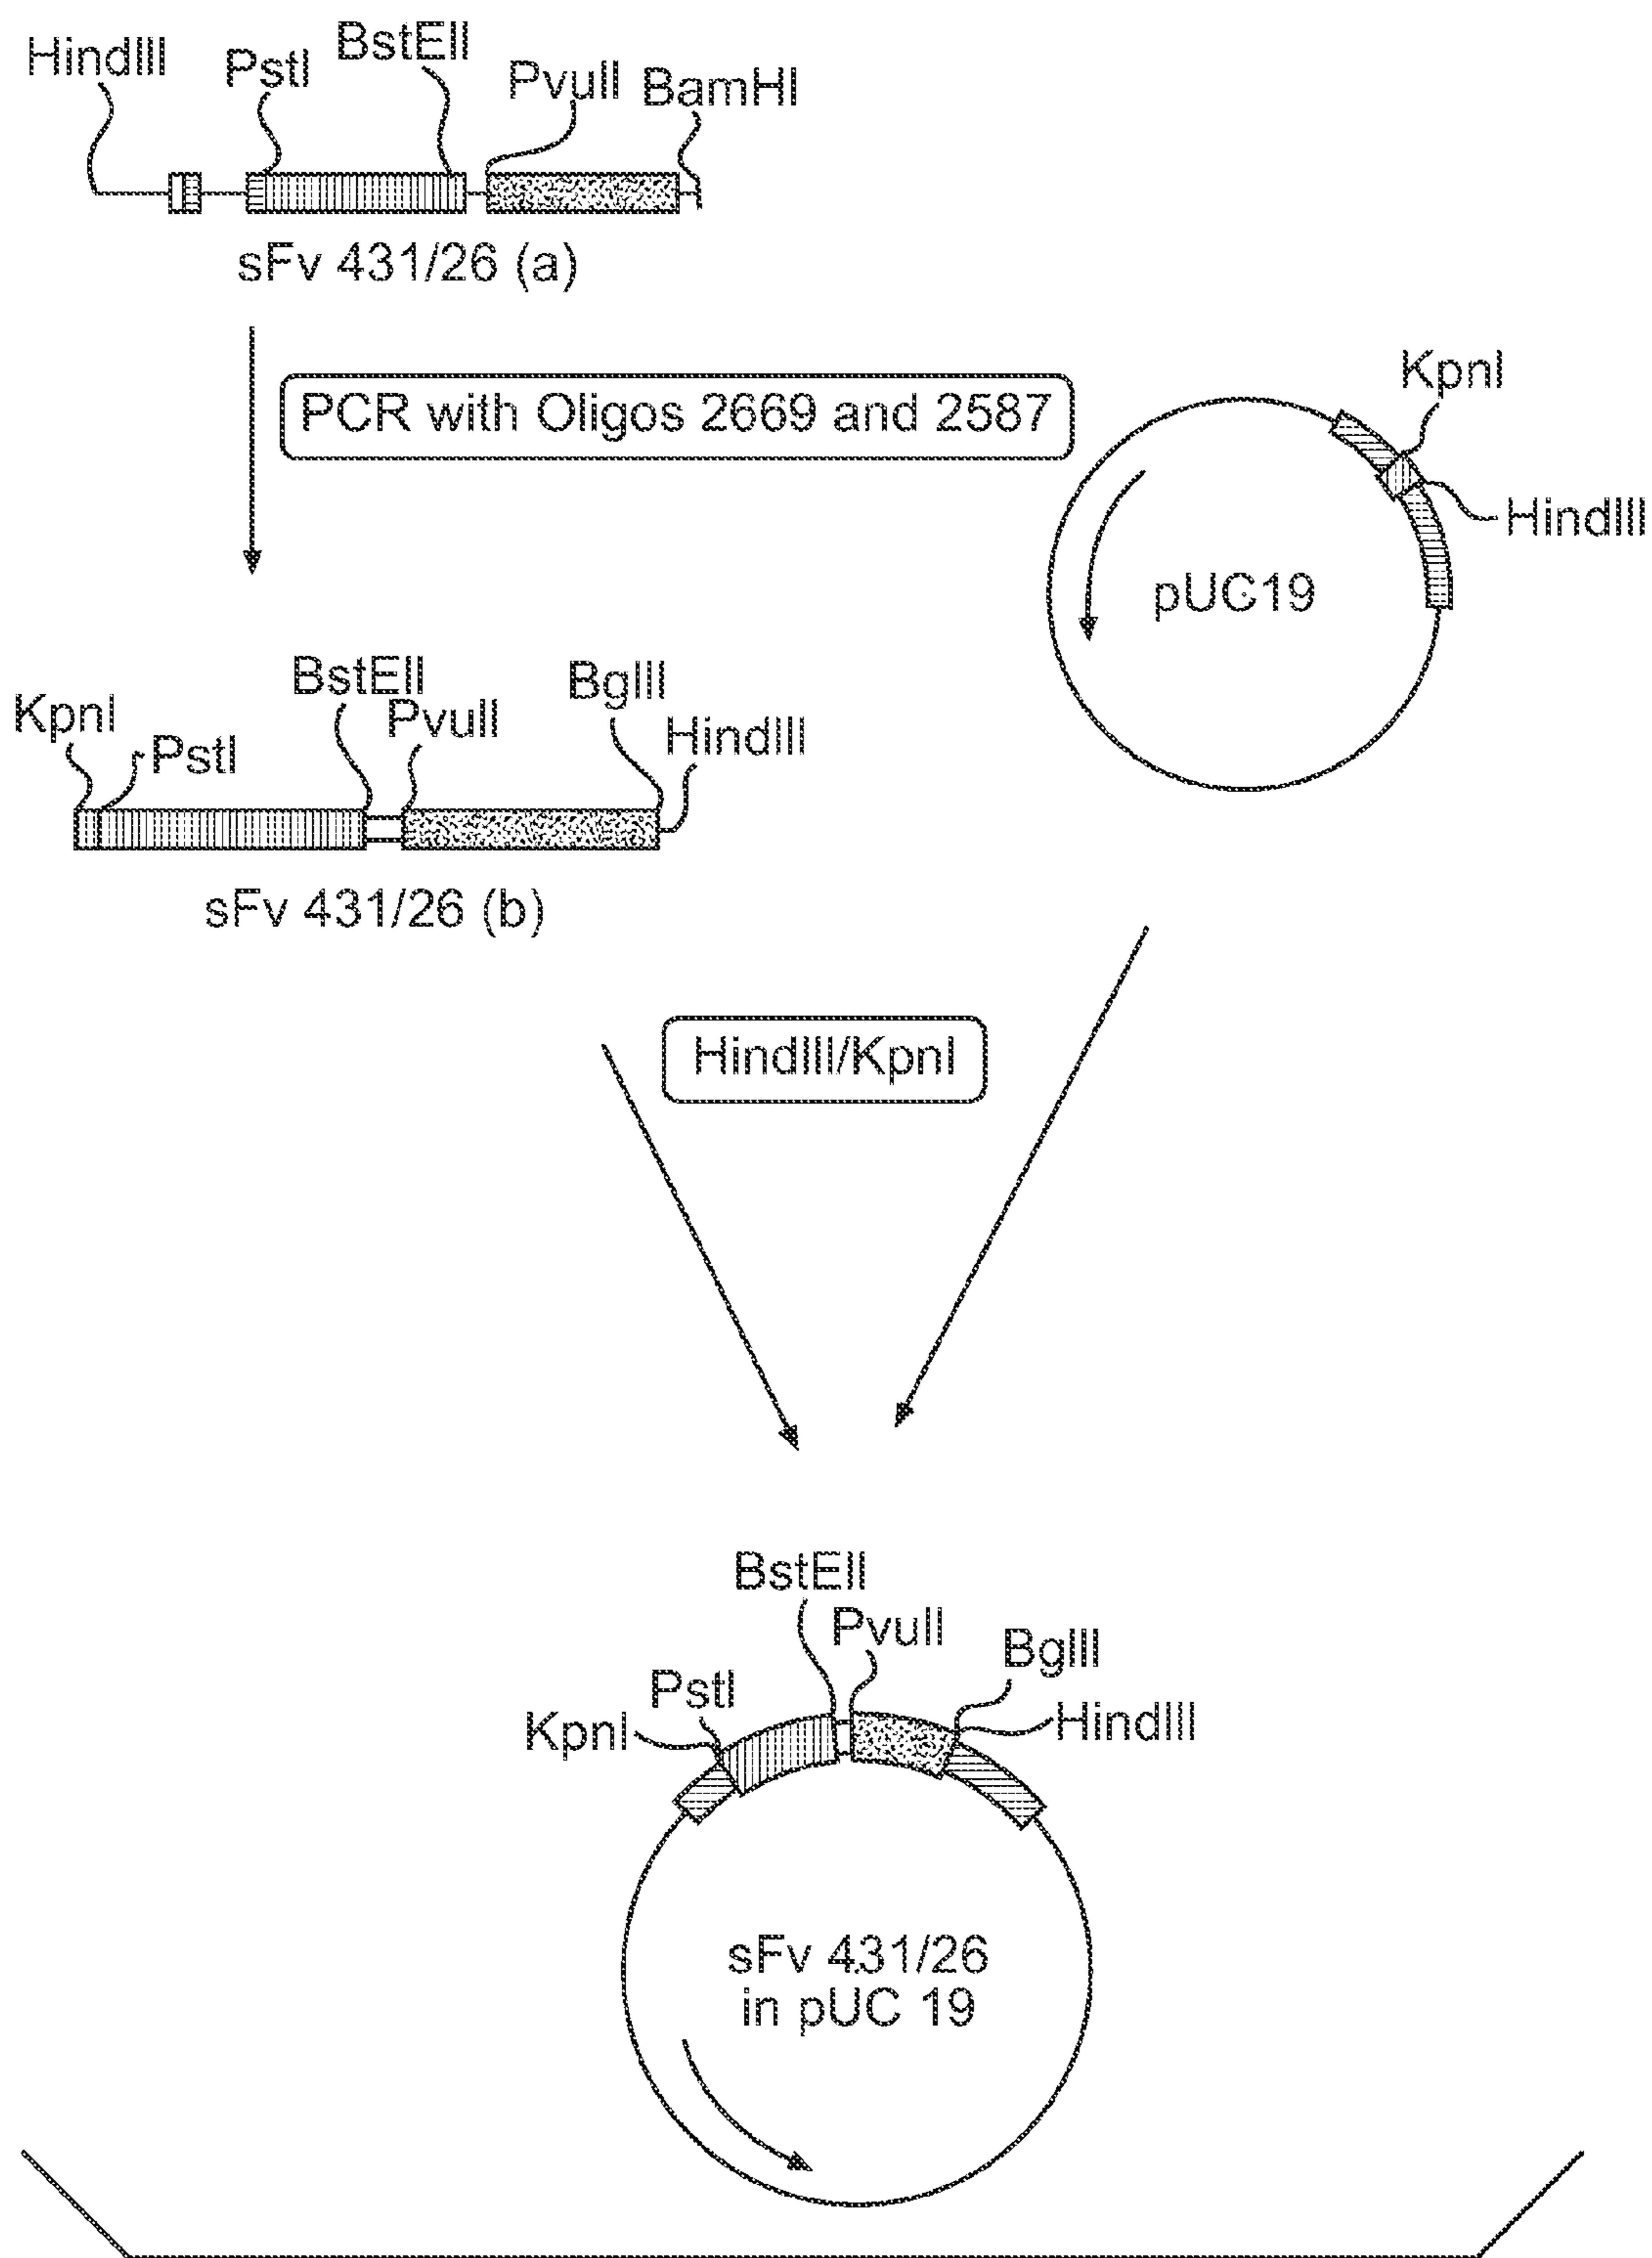 HindIII
PstI
BstEII
PvuII
BamHI
sFv 431/26 (a)
PCR with Oligos 2669 and 2587
KpnI
HindIII
pUC19
KpnI
PstI
BstEII
PvuII
BglII
HindIII
sFv 431/26 (b)
HindIII/KpnI
KpnI
PstI
BstEII
PvuII
BglII
HindIII
sFv 431/26
in pUC 19